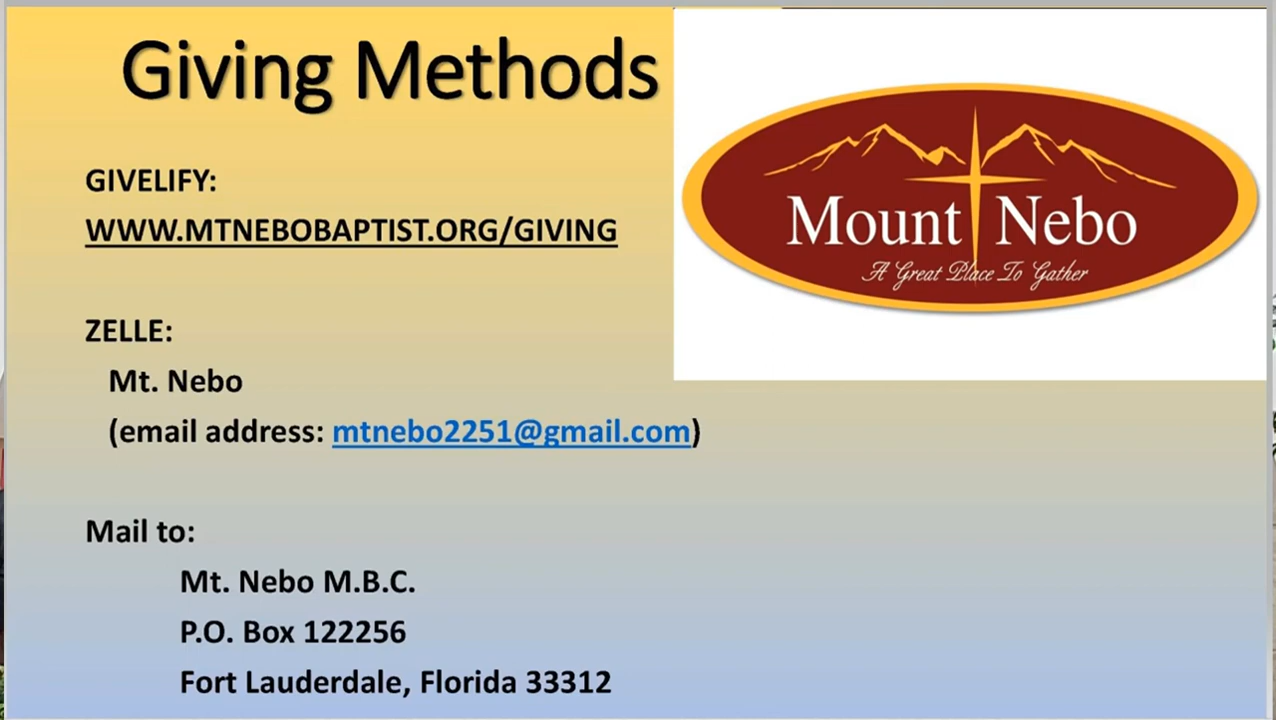 Giving Methods
GIVELIFY:
WWW.MTNEBOBAPTIST.ORG/GIVING
ZELLE:
Mt. Nebo
(email address: mtnebo2251@gmail.com)
Mail to:
Mt. Nebo M.B.C.
P.O. Box 122256
Fort Lauderdale, Florida 33312
Mount Nebo
A Great Place To Gather